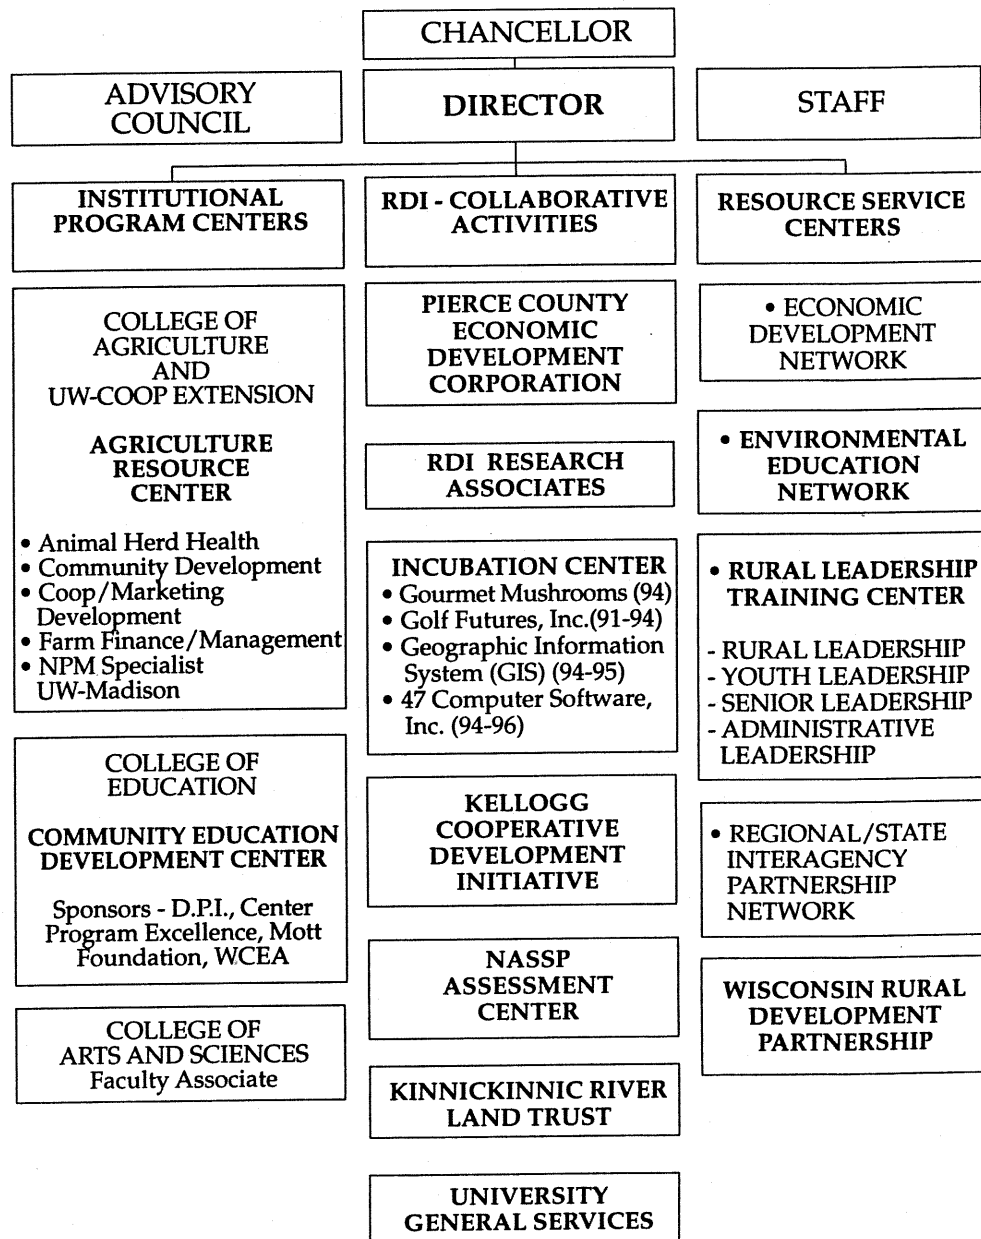 CHANCELLOR
ADVISORY
COUNCIL
DIRECTOR
STAFF
INSTITUTIONAL
PROGRAM CENTERS
COLLEGE OF
AGRICULTURE
AND
UW-COOP EXTENSION
AGRICULTURE
RESOURCE
CENTER
• Animal Herd Health
• Community Development
• Coop/Marketing
Development
• Farm Finance/Management
• NPM Specialist
UW-Madison
COLLEGE OF
EDUCATION
COMMUNITY EDUCATION
DEVELOPMENT CENTER
Sponsors - D.P.I., Center
Program Excellence, Mott
Foundation, WCEA
COLLEGE OF
ARTS AND SCIENCES
Faculty Associate
RDI - COLLABORATIVE
ACTIVITIES
PIERCE COUNTY
ECONOMIC
DEVELOPMENT
CORPORATION
RDI RESEARCH
ASSOCIATES
INCUBATION CENTER
• Gourmet Mushrooms (94)
• Golf Futures, Inc.(91-94)
• Geographic Information
System (GIS) (94-95)
• 47 Computer Software,
Inc. (94-96)
KELLOGG
COOPERATIVE
DEVELOPMENT
INITIATIVE
NASSP
ASSESSMENT
CENTER
KINNICKINNIC RIVER
LAND TRUST
UNIVERSITY
GENERAL SERVICES
RESOURCE SERVICE
CENTERS
• ECONOMIC
DEVELOPMENT
NETWORK
• ENVIRONMENTAL
EDUCATION
NETWORK
• RURAL LEADERSHIP
TRAINING CENTER
- RURAL LEADERSHIP
- YOUTH LEADERSHIP
- SENIOR LEADERSHIP
- ADMINISTRATIVE
LEADERSHIP
• REGIONAL/STATE
INTERAGENCY
PARTNERSHIP
NETWORK
WISCONSIN RURAL
DEVELOPMENT
PARTNERSHIP